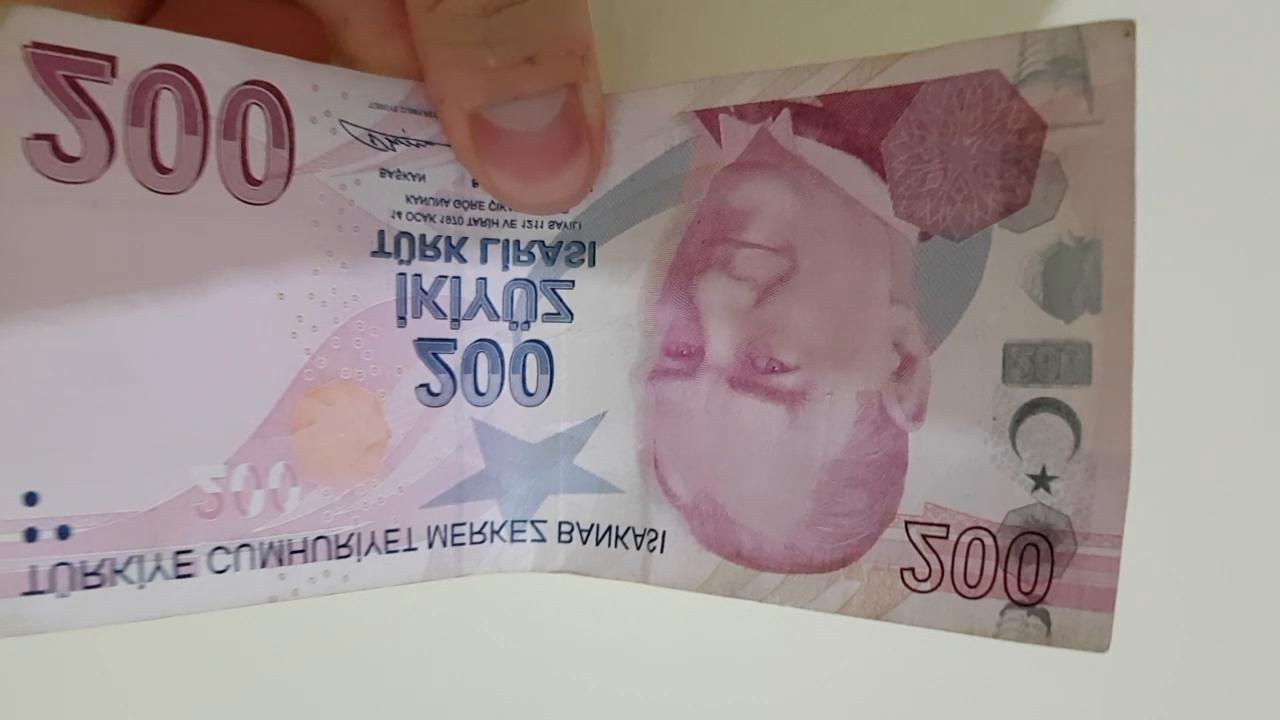 TÜRKİYE CUMHURİYET MERKEZ BANKASI
200
200
200
İKİYÜZ
TÜRK LİRASI
14 OCAK 1970 TARİH VE 1211 SAYILI
KANUNA GÖRE
BAŞKAN
200
200